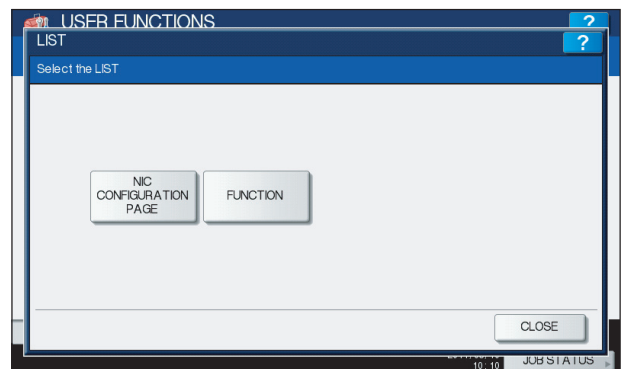 USER FUNCTIONS
?
LIST
?
Select the LIST
NIC
CONFIGURATION
PAGE
FUNCTION
CLOSE
10:10
JOB STATUS